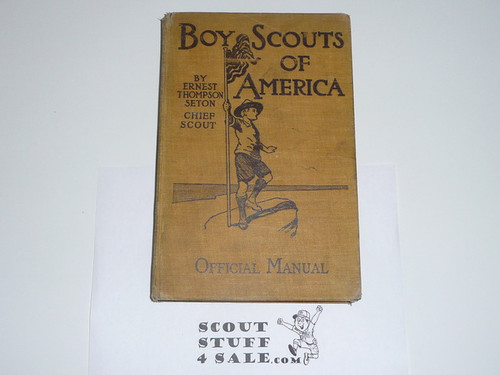 BOY SCOUTS
OF
AMERICA
BY
ERNEST
THOMPSON
SETON
CHIEF
SCOUT
OFFICIAL MANUAL
SCOUT
STUFF
4 SALE.COM